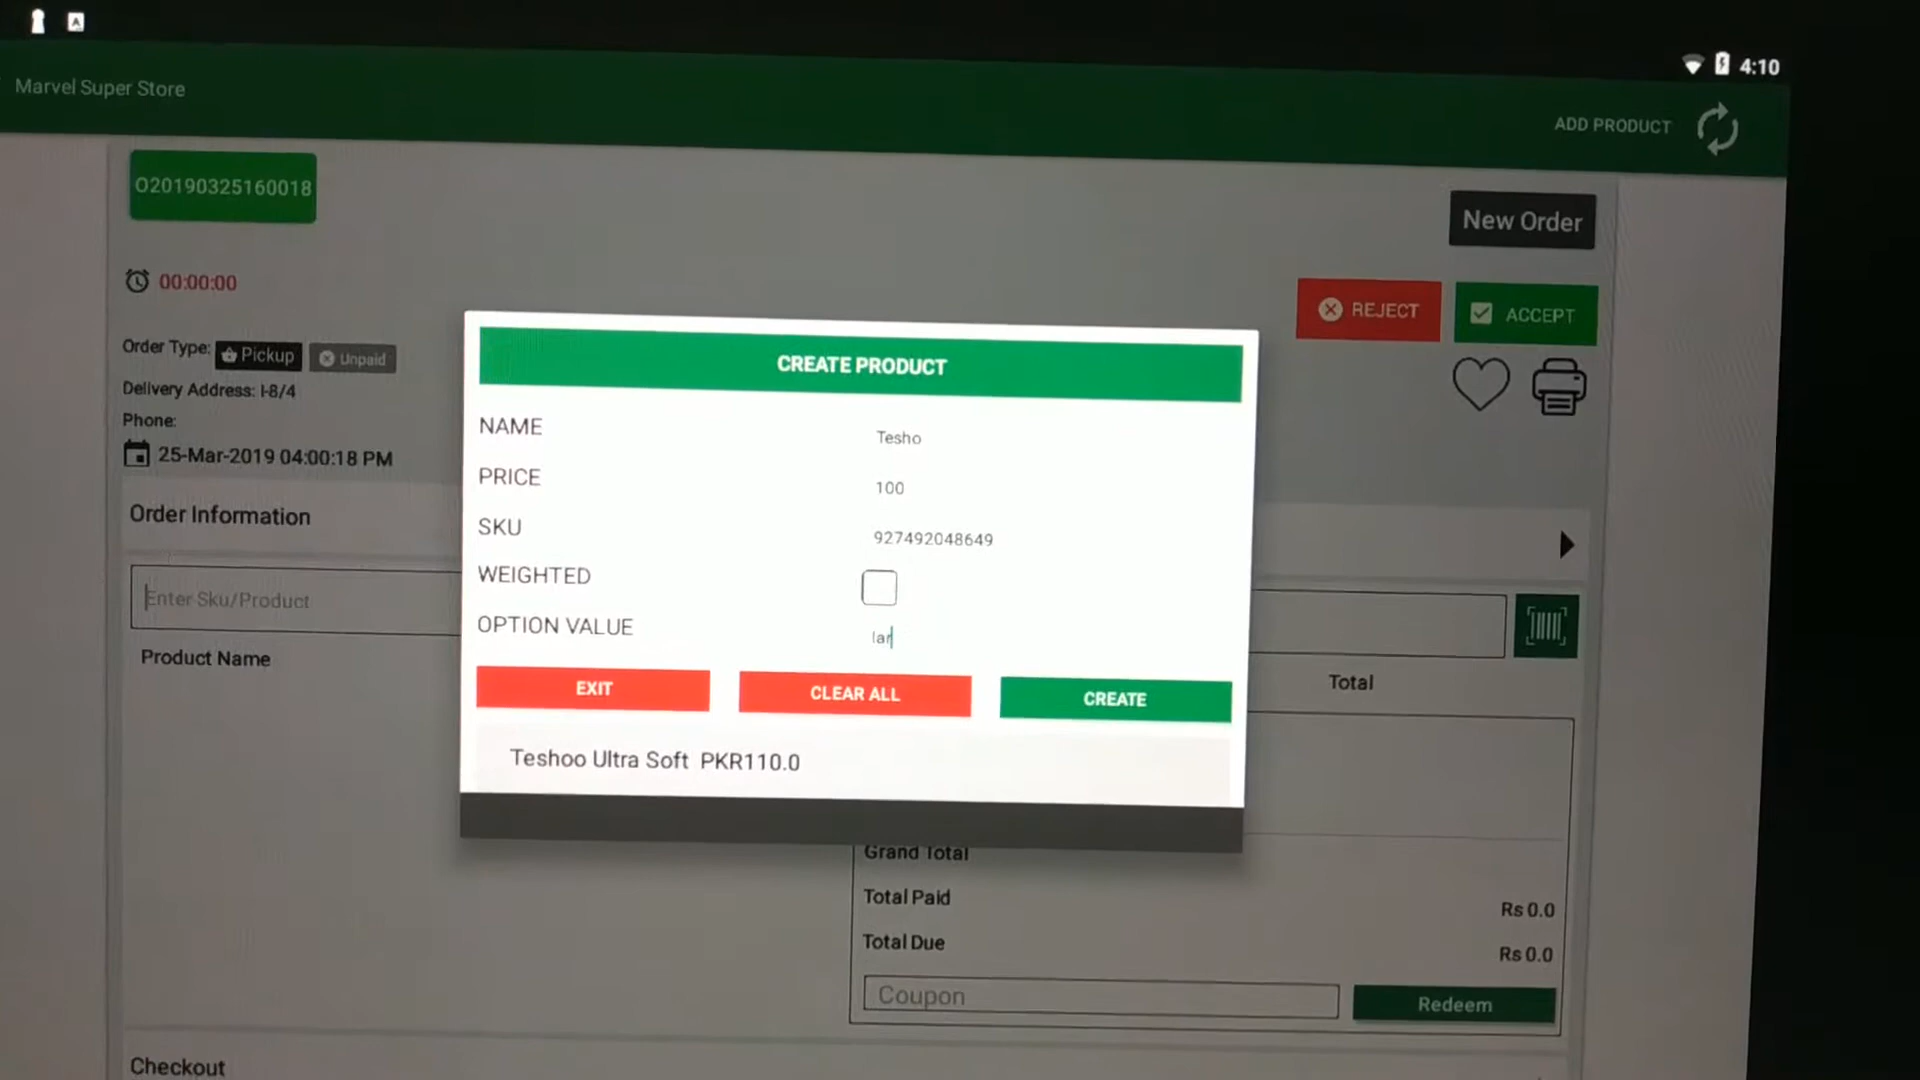 4:10
Marvel Super Store
ADD PRODUCT
O20190325160018
New Order
00:00:00
REJECT
ACCEPT
Order Type: Pickup Unpaid
Delivery Address: I-8/4
Phone:
25-Mar-2019 04:00:18 PM
Order Information
Enter Sku/Product
Product Name
Total
CREATE PRODUCT
NAME Tesho
PRICE 100
SKU 927492048649
WEIGHTED
OPTION VALUE lar
EXIT
CLEAR ALL
CREATE
Teshoo Ultra Soft PKR110.0
Grand Total
Total Paid Rs 0.0
Total Due Rs 0.0
Coupon
Redeem
Checkout